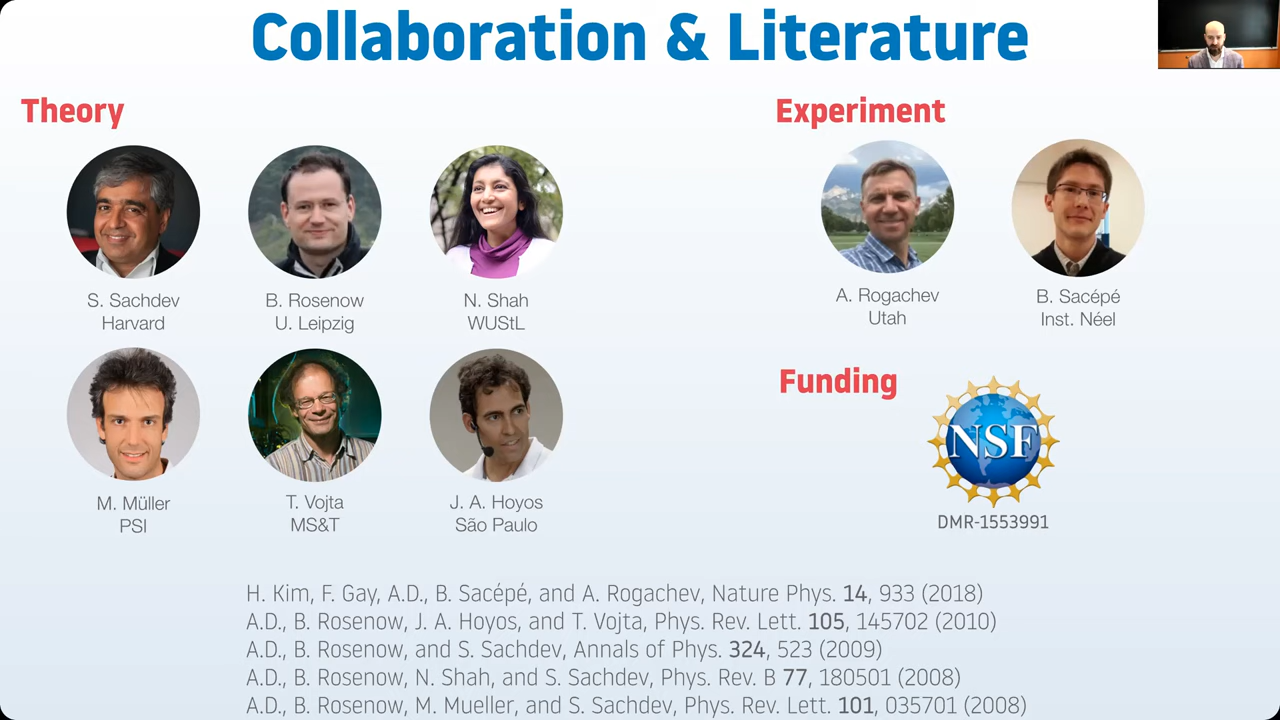 Collaboration & Literature
Theory
Experiment
S. Sachdev
Harvard
B. Rosenow
U. Leipzig
N. Shah
WUStL
A. Rogachev
Utah
B. Sacépé
Inst. Néel
M. Müller
PSI
T. Vojta
MS&T
J. A. Hoyos
São Paulo
Funding
NSF
DMR-1553991
H. Kim, F. Gay, A.D., B. Sacépé, and A. Rogachev, Nature Phys. 14, 933 (2018)
A.D., B. Rosenow, J. A. Hoyos, and T. Vojta, Phys. Rev. Lett. 105, 145702 (2010)
A.D., B. Rosenow, and S. Sachdev, Annals of Phys. 324, 523 (2009)
A.D., B. Rosenow, N. Shah, and S. Sachdev, Phys. Rev. B 77, 180501 (2008)
A.D., B. Rosenow, M. Mueller, and S. Sachdev, Phys. Rev. Lett. 101, 035701 (2008)